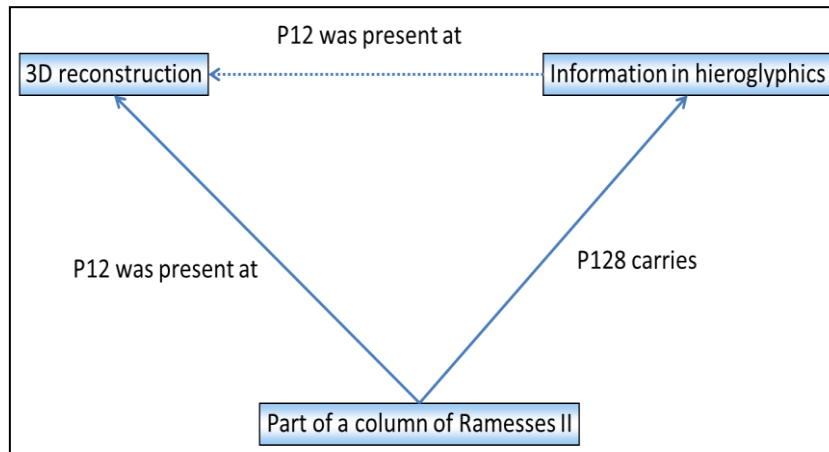 P12 was present at
3D reconstruction
Information in hieroglyphics
P12 was present at
P128 carries
Part of a column of Ramesses II